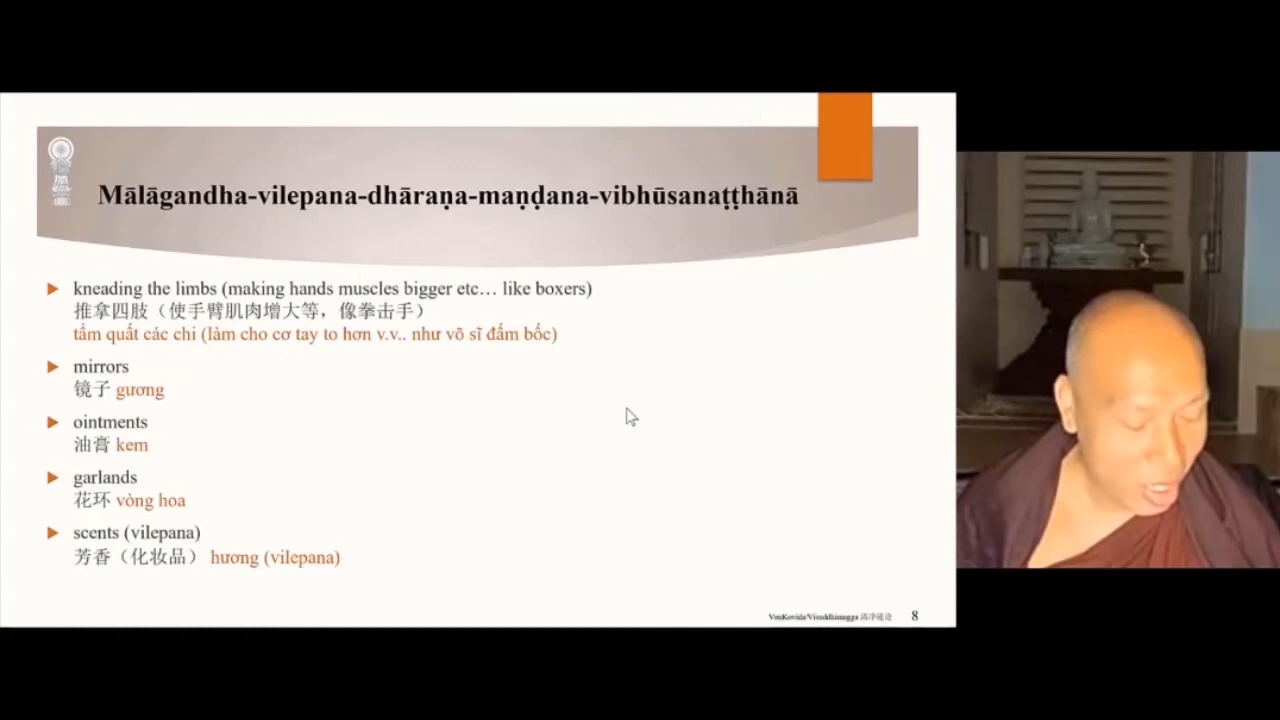 Mālāgandha-vilepana-dhāraṇa-maṇḍana-vibhūsanaṭṭhānā
kneading the limbs (making hands muscles bigger etc… like boxers)
推拿四肢（使手臂肌肉增大等，像拳击手）
tẩm quất các chi (làm cho cơ tay to hơn v.v.. như võ sĩ đấm bốc)
mirrors
镜子 gương
ointments
油膏 kem
garlands
花环 vòng hoa
scents (vilepana)
芳香（化妆品） hương (vilepana)
VenKovida/Visuddhimagga 清净道论 8